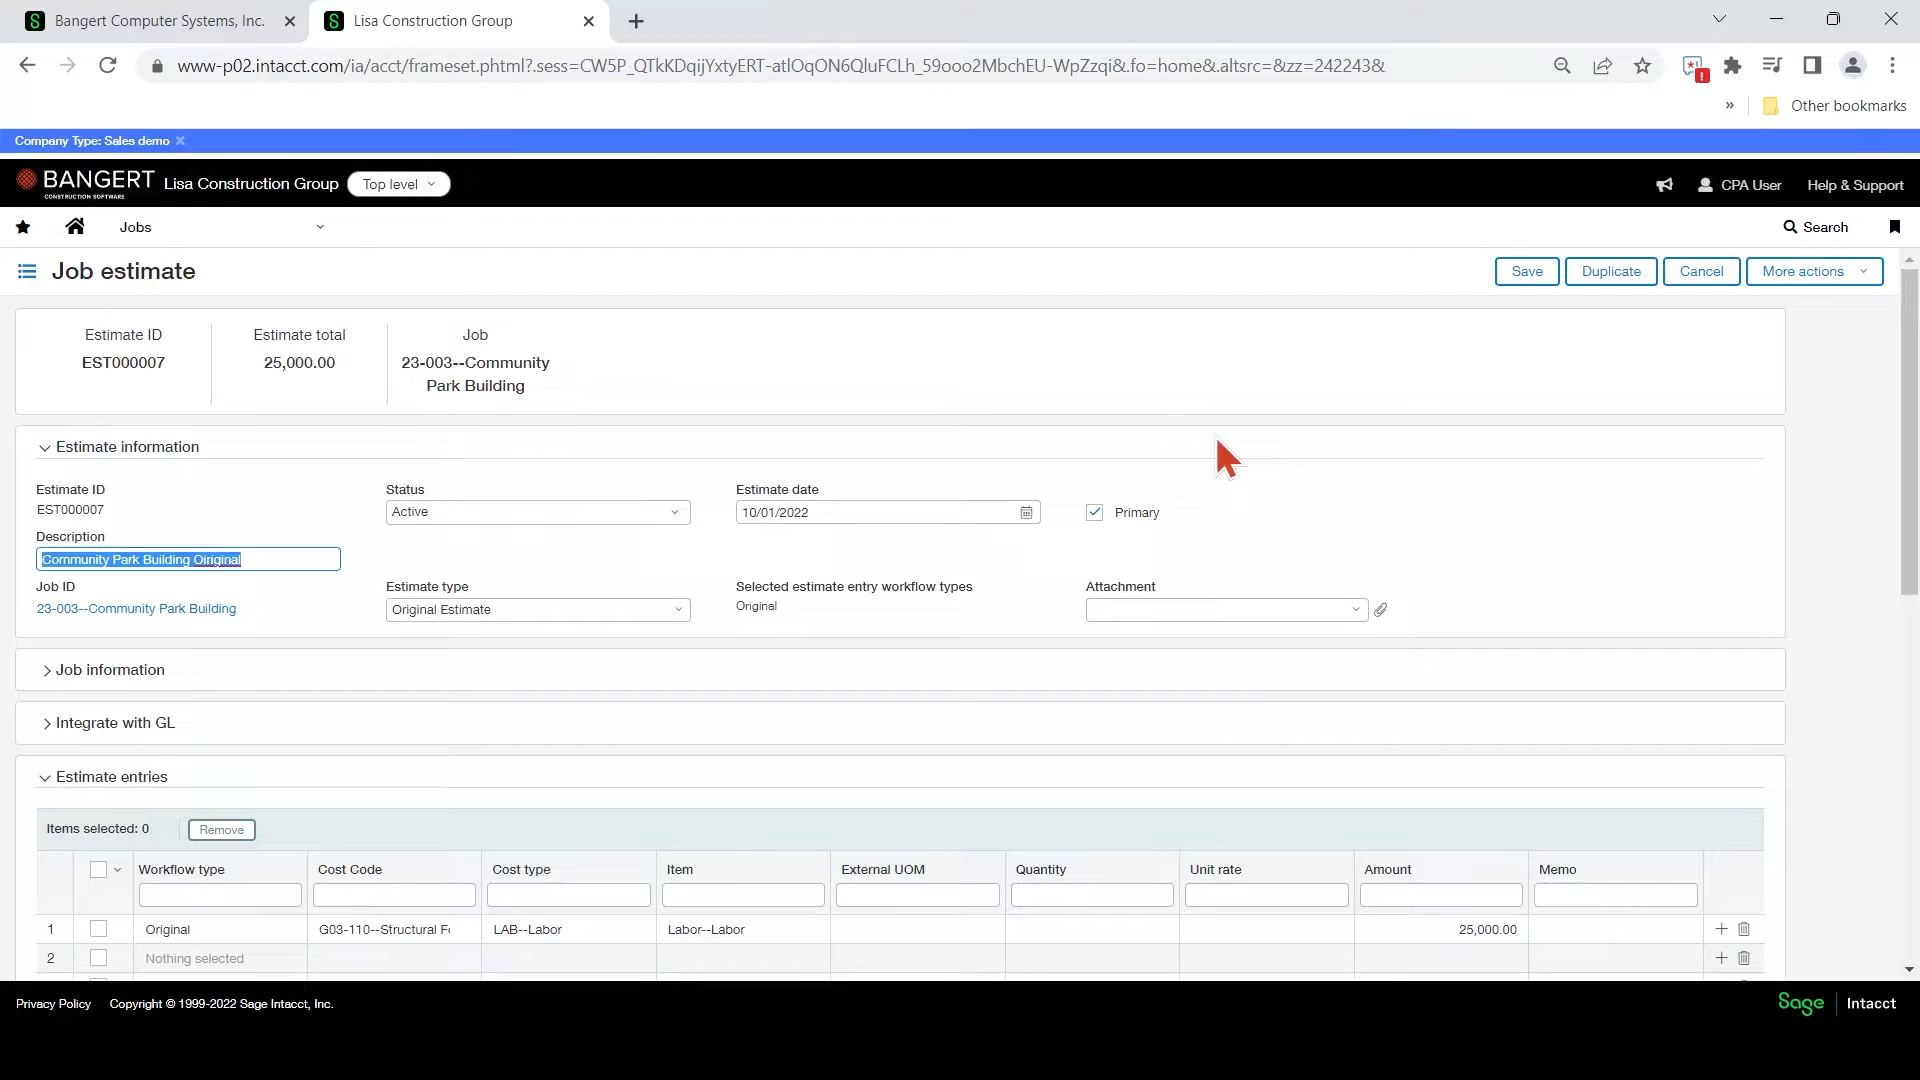 Bangert Computer Systems, Inc.
Lisa Construction Group
www-p02.intacct.com/ia/acct/frameset.phtml?.sess=CW5P_QTkKDqijYxtyERT-atlOqON6QluFCLh_59ooo2MbchEU-WpZzqi&.fo=home&.altsrc=&zz=242243&
» Other bookmarks
Company Type: Sales demo
BANGERT Lisa Construction Group Top level CPA User Help & Support
CONSTRUCTION SOFTWARE
Jobs Search
Job estimate Save Duplicate Cancel More actions
Estimate ID Estimate total Job
EST000007 25,000.00 23-003--Community
Park Building
Estimate information
Estimate ID Status Estimate date
EST000007 Active 10/01/2022 Primary
Description
Community Park Building Oiriginal
Job ID Estimate type Selected estimate entry workflow types Attachment
23-003--Community Park Building Original Estimate Original
Job information
Integrate with GL
Estimate entries
Items selected: 0 Remove
Workflow type Cost Code Cost type Item External UOM Quantity Unit rate Amount Memo
1 Original G03-110--Structural Fo LAB--Labor Labor--Labor 25,000.00
2 Nothing selected
Privacy Policy Copyright © 1999-2022 Sage Intacct, Inc. Sage Intacct